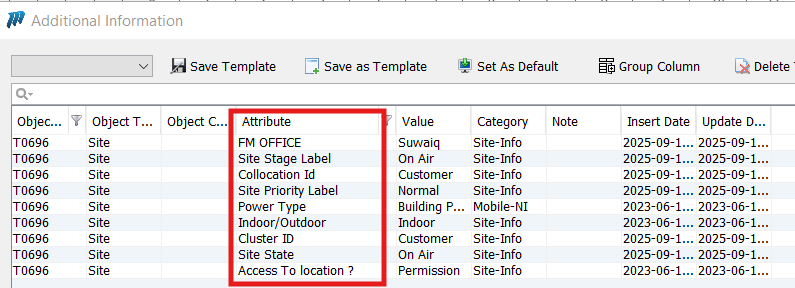 Additional Information
Save Template Save as Template Set As Default Group Column Delete
Objec... Object T... Object C... Attribute Value Category Note Insert Date Update D...
T0696 Site FM OFFICE Suwaiq Site-Info 2025-09-1... 2025-09-1...
T0696 Site Site Stage Label On Air Site-Info 2025-09-1... 2025-09-1...
T0696 Site Collocation Id Customer Site-Info 2025-09-1... 2025-09-1...
T0696 Site Site Priority Label Normal Site-Info 2025-09-1... 2025-09-1...
T0696 Site Power Type Building P... Mobile-NI 2023-06-1... 2023-06-1...
T0696 Site Indoor/Outdoor Indoor Site-Info 2023-06-1... 2023-06-1...
T0696 Site Cluster ID Customer Site-Info 2025-09-1... 2025-09-1...
T0696 Site Site State On Air Site-Info 2025-09-1... 2025-09-1...
T0696 Site Access To location ? Permission Site-Info 2023-06-1... 2023-06-1...